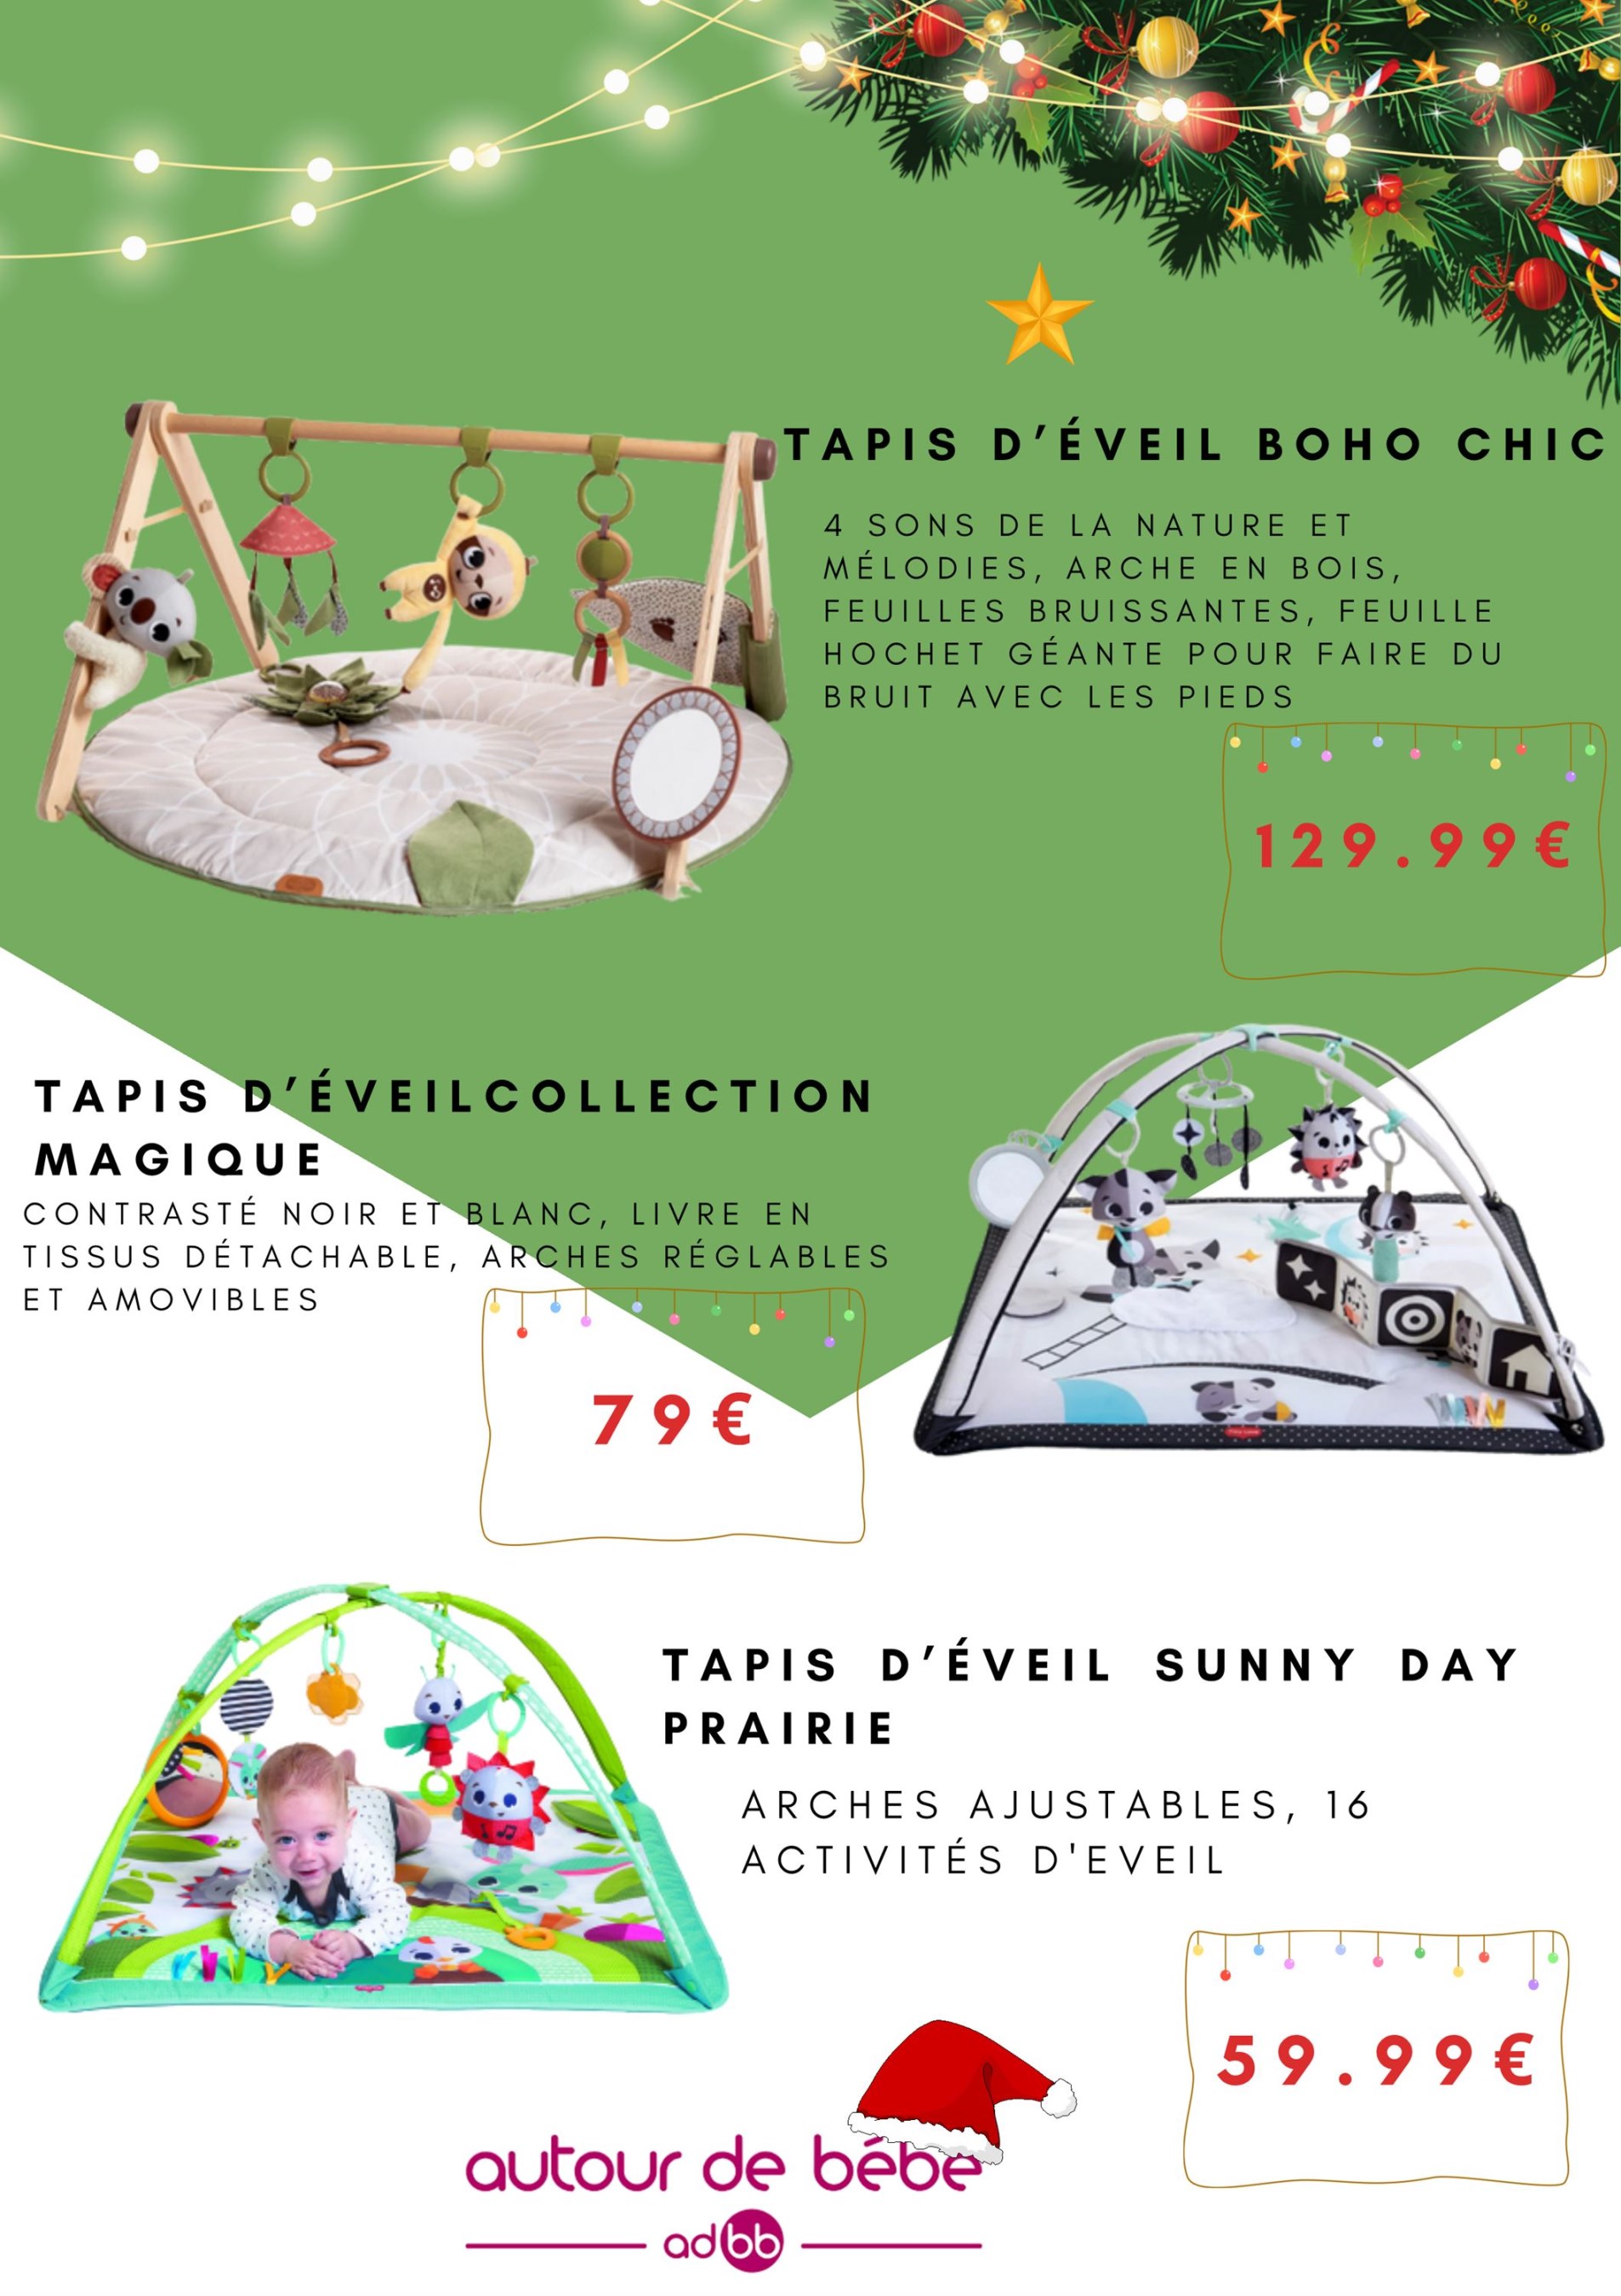 TAPIS D'ÉVEIL BOHO CHIC
4 SONS DE LA NATURE ET
MÉLODIES, ARCHE EN BOIS,
FEUILLES BRUISSANTES, FEUILLE
HOCHET GÉANTE POUR FAIRE DU
BRUIT AVEC LES PIEDS
129.99€
TAPIS D'ÉVEILCOLLECTION
MAGIQUE
CONTRASTÉ NOIR ET BLANC, LIVRE EN
TISSUS DÉTACHABLE, ARCHES RÉGLABLES
ET AMOVIBLES
79€
TAPIS D'ÉVEIL SUNNY DAY
PRAIRIE
ARCHES AJUSTABLES, 16
ACTIVITÉS D'EVEIL
59.99€
autour de bébé
adbb